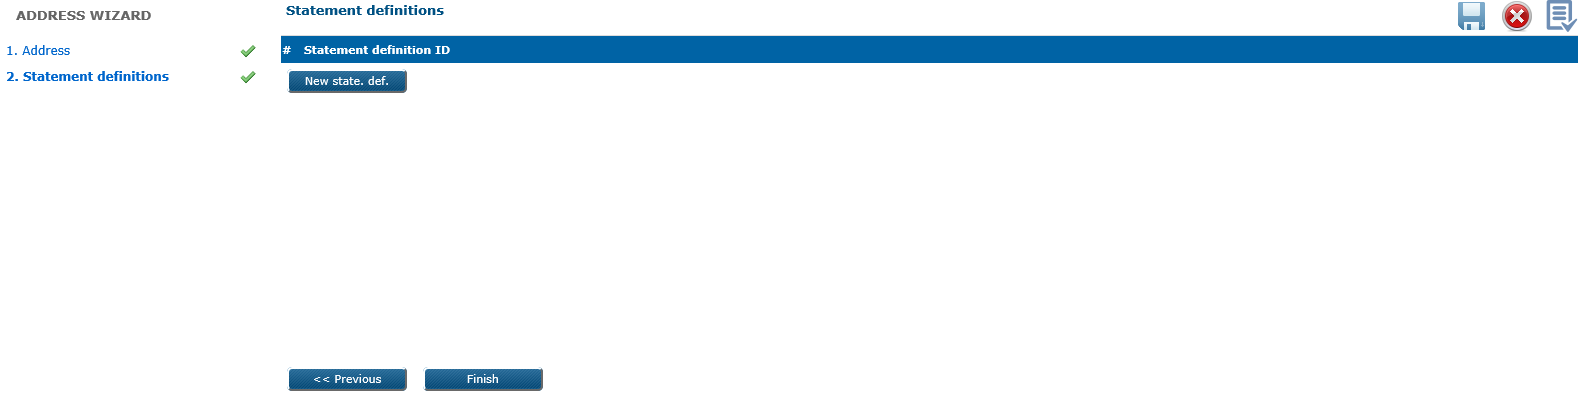 ADDRESS WIZARD
1. Address
2. Statement definitions
Statement definitions
# Statement definition ID
New state. def.
<< Previous
Finish